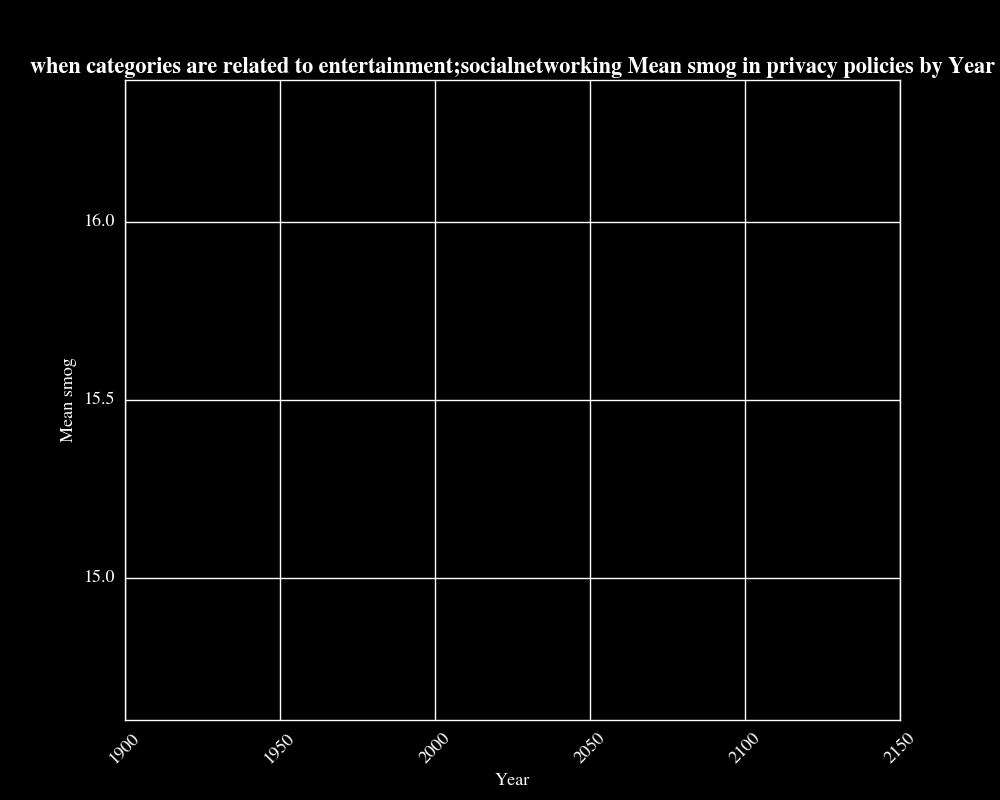 when categories are related to entertainment;socialnetworking Mean smog in privacy policies by Year
16.0
15.5
15.0
Mean smog
1900 1950 2000 2050 2100 2150
Year